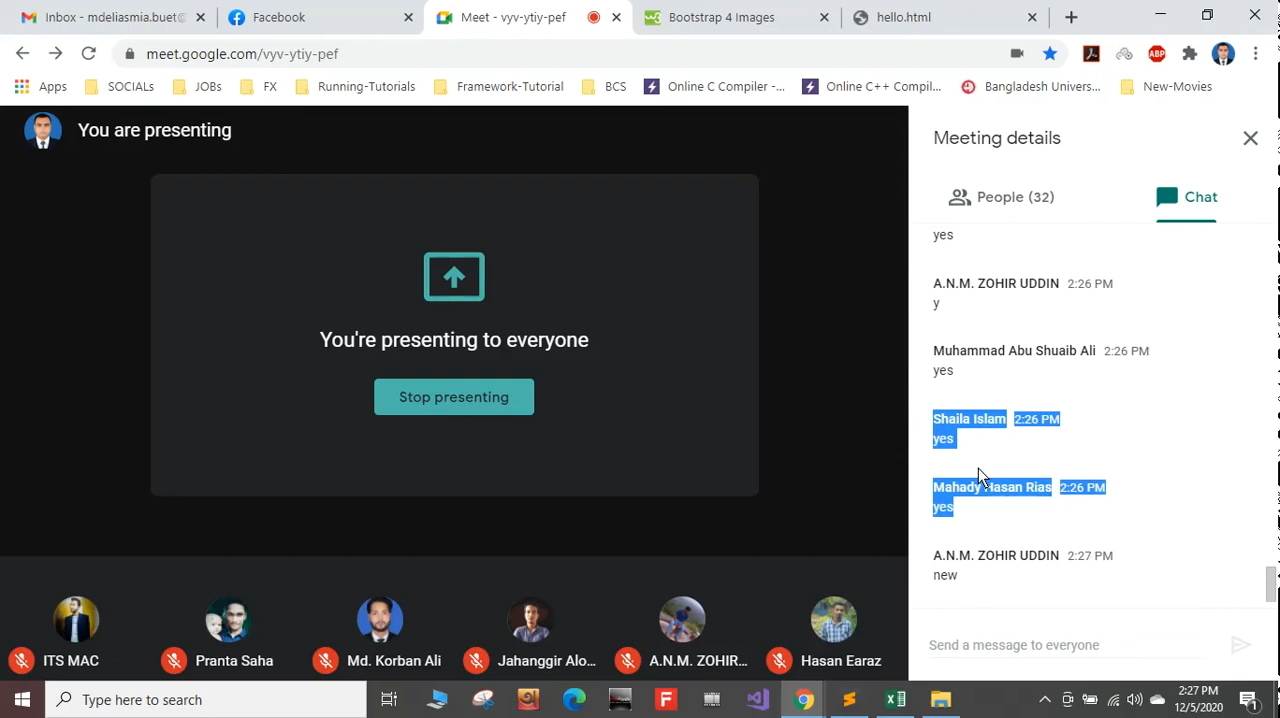 Inbox - mdeliasmia.buet@
Facebook
Meet - vyv-ytiy-pef
Bootstrap 4 Images
hello.html
meet.google.com/vyv-ytiy-pef
ABP
Apps
SOCIALs
JOBs
FX
Running-Tutorials
Framework-Tutorial
BCS
Online C Compiler -...
Online C++ Compil...
Bangladesh Univers...
New-Movies
You are presenting
You're presenting to everyone
Stop presenting
Meeting details
People (32)
Chat
yes
A.N.M. ZOHIR UDDIN 2:26 PM
y
Muhammad Abu Shuaib Ali 2:26 PM
yes
Shaila Islam 2:26 PM
yes
Mahady Hasan Rias 2:26 PM
yes
A.N.M. ZOHIR UDDIN 2:27 PM
new
Send a message to everyone
ITS MAC
Pranta Saha
Md. Korban Ali
Jahanggir Alo...
A.N.M. ZOHIR...
Hasan Earaz
Type here to search
2:27 PM
12/5/2020
1